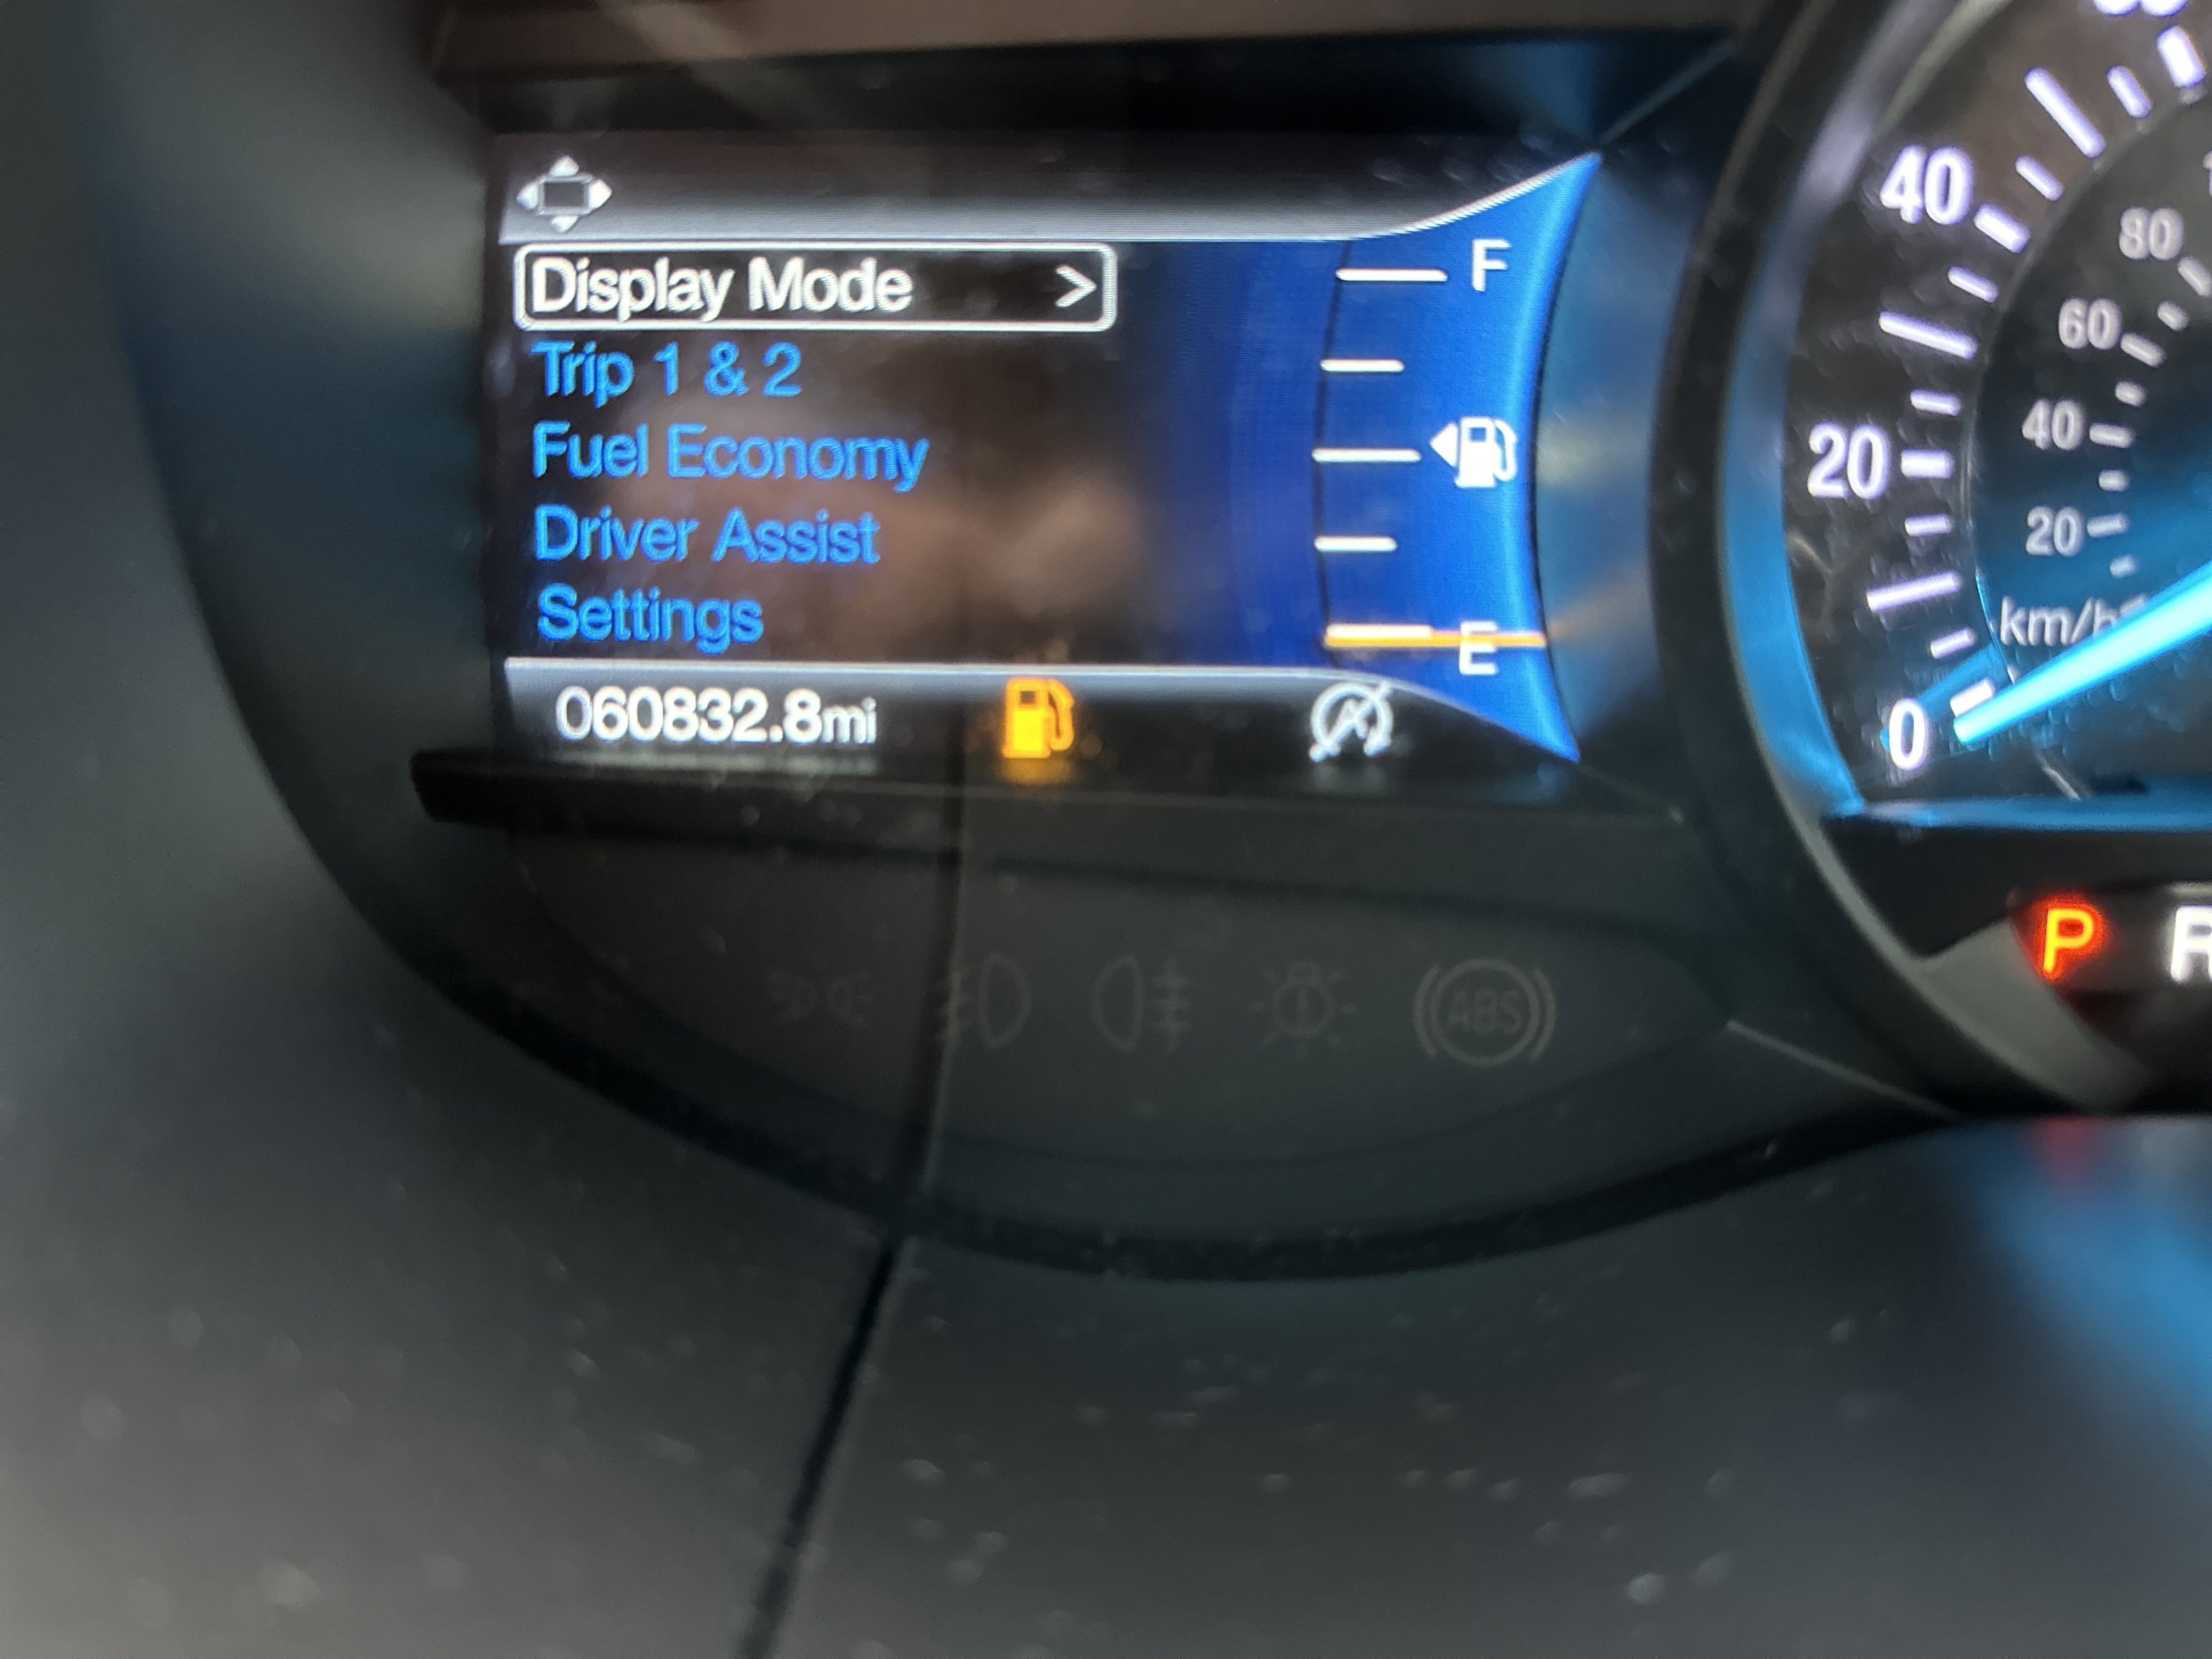 Display Mode >
Trip 1 & 2
Fuel Economy
Driver Assist
Settings
060832.8mi
F
E
40
20
0
80
60
40
20
km/h
P R
ABS